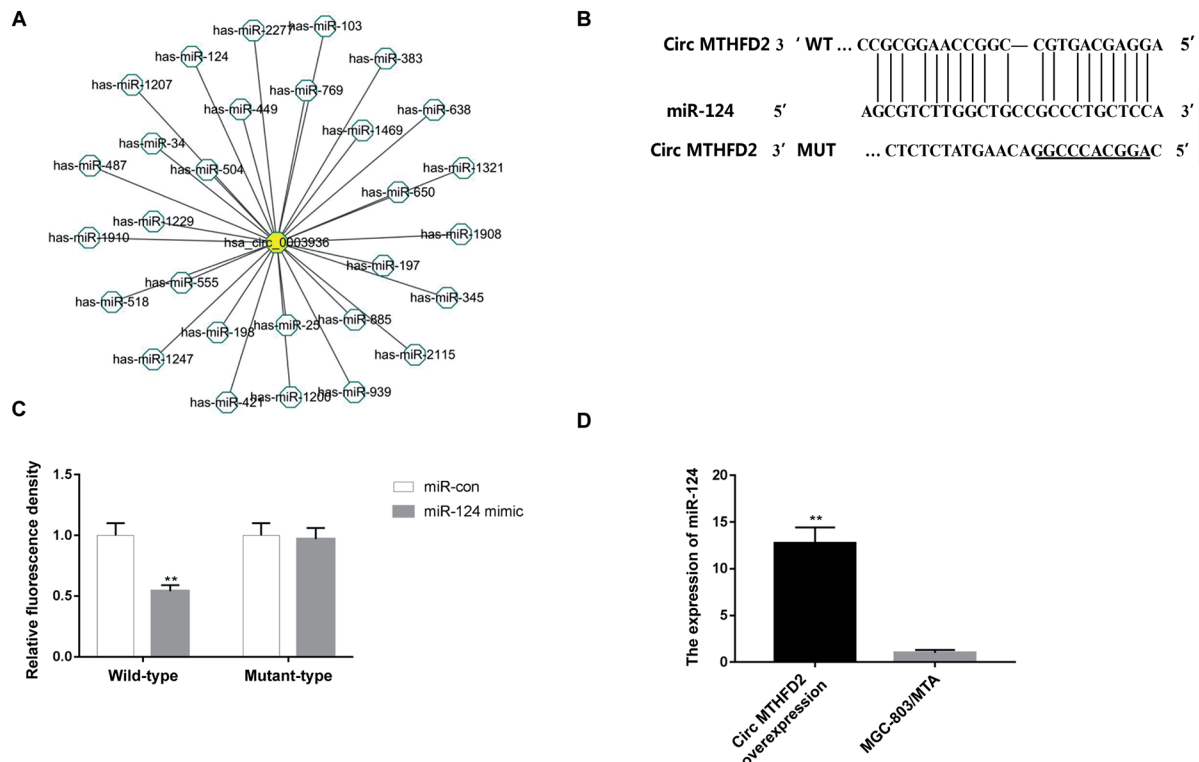 A
has-miR-2277
has-miR-103
has-miR-124
has-miR-383
has-miR-1207
has-miR-769
has-miR-449
has-miR-638
has-miR-1469
has-miR-34
has-miR-487
has-miR-504
has-miR-1321
has-miR-650
has-miR-1229
has-miR-1910
hsa_circ_0003936
has-miR-1908
has-miR-197
has-miR-555
has-miR-518
has-miR-345
has-miR-198
has-miR-25
has-miR-885
has-miR-1247
has-miR-2115
has-miR-421
has-miR-1200
has-miR-939
B
Circ MTHFD2 3 ‘ WT ... CCGCGGAACCGGC— CGTGACGAGGA 5′
miR-124 5′ AGCGTCTTGGCTGCCGCCCTGCTCCA 3′
Circ MTHFD2 3′ MUT ... CTCTCTATGAACAGGCCCACGGAC 5′
C
Relative fluorescence density
1.5
1.0
0.5
0.0
**
Wild-type
Mutant-type
miR-con
miR-124 mimic
D
The expression of miR-124
20
15
10
5
0
**
Circ MTHFD2
overexpression
MGC-803/MTA